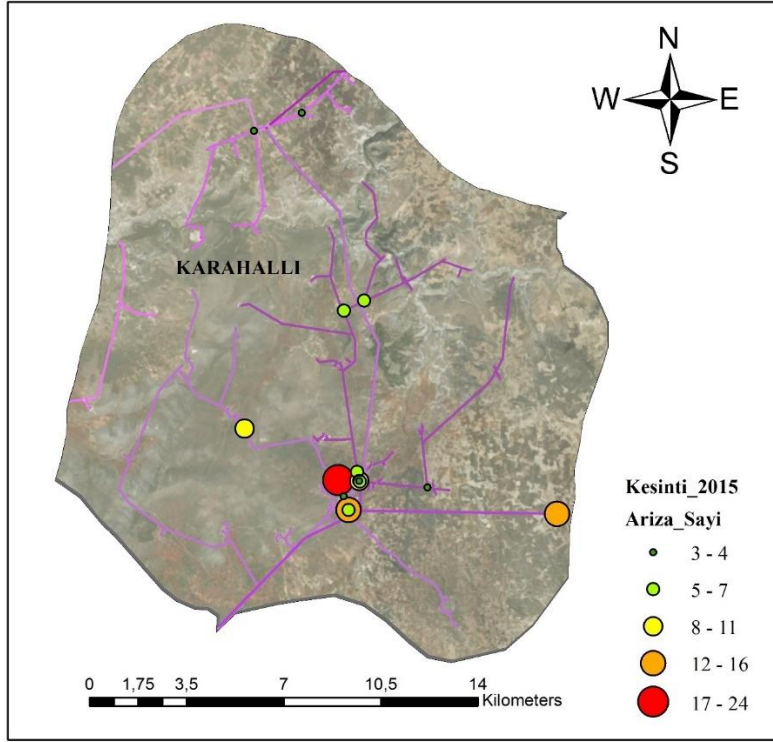 N
W E
S
KARAHALLI
Kesinti_2015
Ariza_Sayi
3 - 4
5 - 7
8 - 11
12 - 16
17 - 24
0 1,75 3,5 7 10,5 14
Kilometers